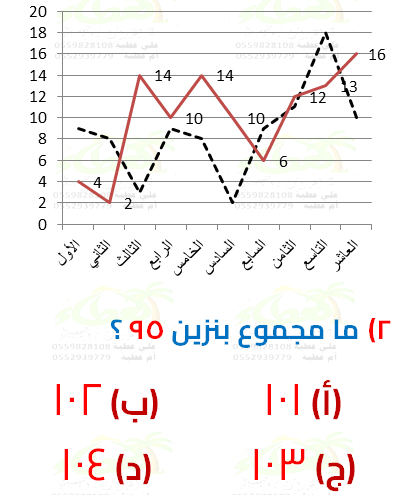 20
18
16
14
12
10
8
6
4
2
0
4
2
14
10
14
10
6
12
13
16
الأول
الثاني
الثالث
الرابع
الخامس
السادس
السابع
الثامن
التاسع
العاشر
٢) ما مجموع بنزين ٩٥ ؟
(أ) ١٠١ (ب) ١٠٢
(ج) ١٠٣ (د) ١٠٤